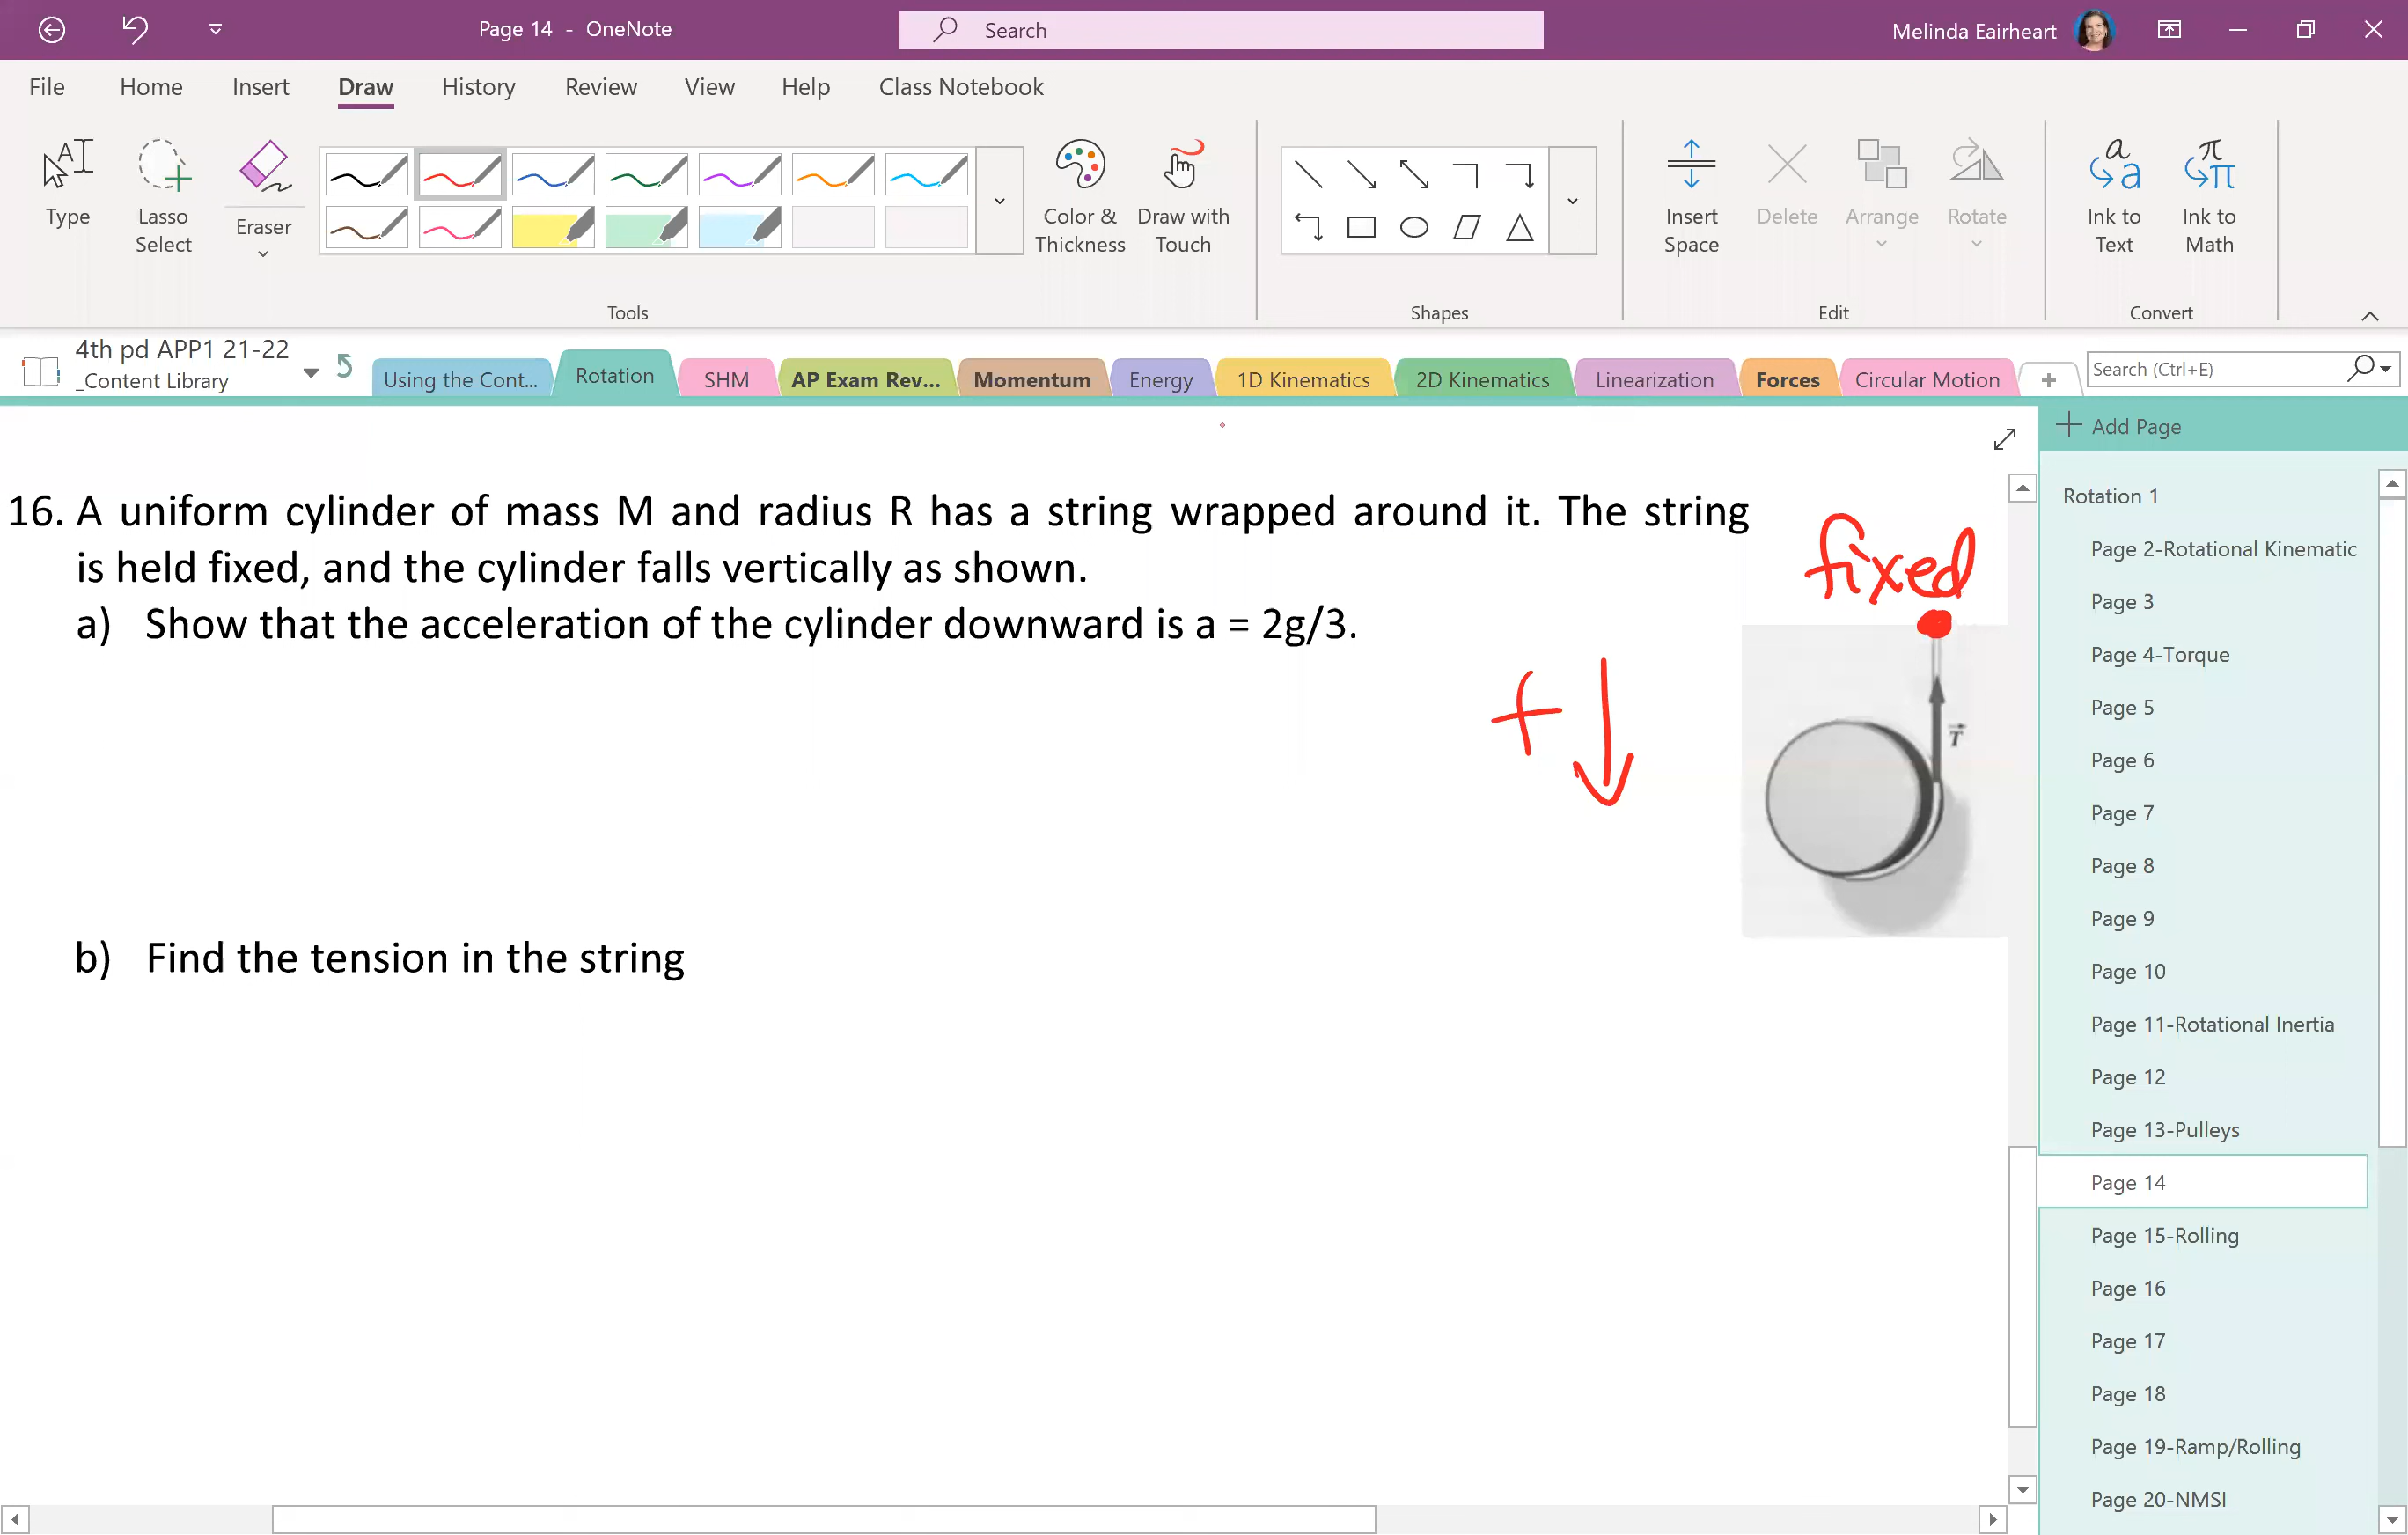 Page 14 - OneNote
Search
Melinda Eairheart
File Home Insert Draw History Review View Help Class Notebook
Type
Lasso Select
Eraser
Color & Thickness
Draw with Touch
Insert Space
Delete
Arrange
Rotate
Ink to Text
Ink to Math
Tools
Shapes
Edit
Convert
4th pd APP1 21-22
_Content Library
Using the Cont... Rotation SHM AP Exam Rev... Momentum Energy 1D Kinematics 2D Kinematics Linearization Forces Circular Motion
Search (Ctrl+E)
Add Page
16. A uniform cylinder of mass M and radius R has a string wrapped around it. The string
is held fixed, and the cylinder falls vertically as shown.
a) Show that the acceleration of the cylinder downward is a = 2g/3.
fixed
+
T
b) Find the tension in the string
Rotation 1
Page 2-Rotational Kinematic
Page 3
Page 4-Torque
Page 5
Page 6
Page 7
Page 8
Page 9
Page 10
Page 11-Rotational Inertia
Page 12
Page 13-Pulleys
Page 14
Page 15-Rolling
Page 16
Page 17
Page 18
Page 19-Ramp/Rolling
Page 20-NMSI